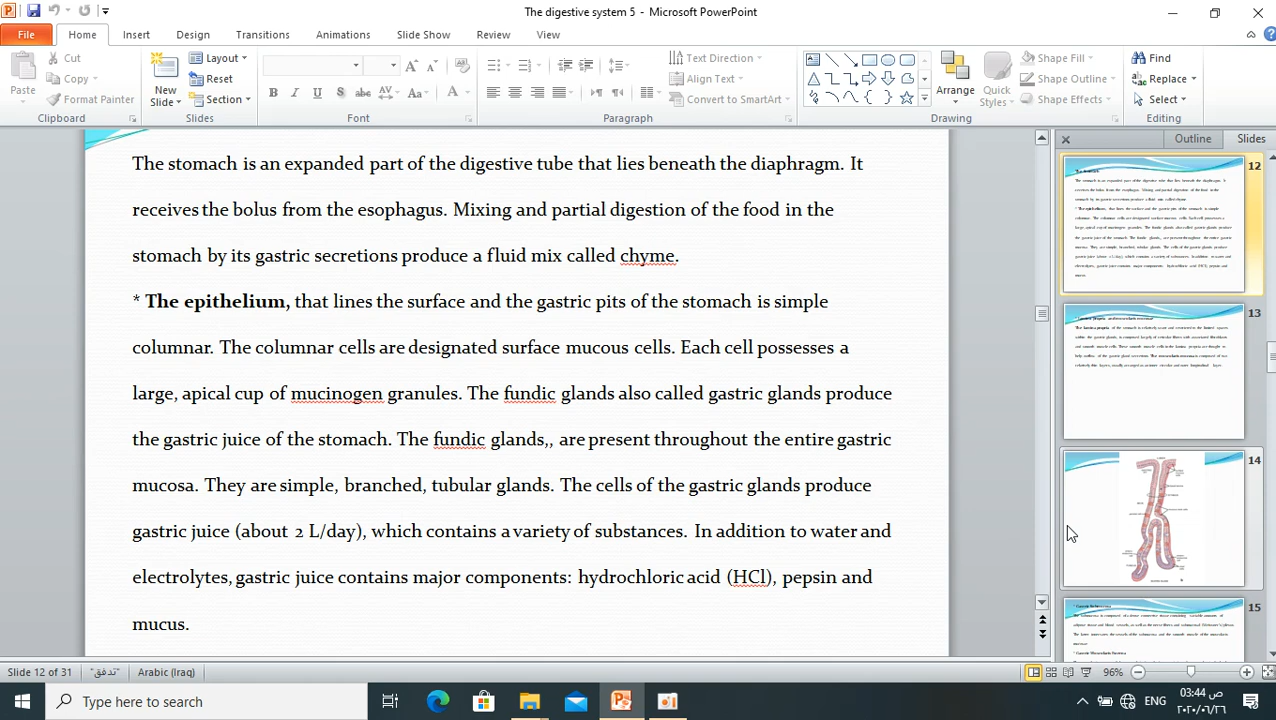 The digestive system 5 - Microsoft PowerPoint
File Home Insert Design Transitions Animations Slide Show Review View
Paste
Cut
Copy
Format Painter
Clipboard
New Slide
Layout
Reset
Section
Slides
B I U S abc AV Aa A
Font
Text Direction
Align Text
Convert to SmartArt
Paragraph
Arrange
Quick Styles
Shape Fill
Shape Outline
Shape Effects
Drawing
Find
Replace
Select
Editing
The stomach is an expanded part of the digestive tube that lies beneath the diaphragm. It
receives the bolus from the esophagus. Mixing and partial digestion of the food in the
stomach by its gastric secretions produce a fluid mix called chyme.
* The epithelium, that lines the surface and the gastric pits of the stomach is simple
columnar. The columnar cells are designated surface mucous cells. Each cell possesses a
large, apical cup of mucinogen granules. The fundic glands also called gastric glands produce
the gastric juice of the stomach. The fundic glands,, are present throughout the entire gastric
mucosa. They are simple, branched, tubular glands. The cells of the gastric glands produce
gastric juice (about 2 L/day), which contains a variety of substances. In addition to water and
electrolytes, gastric juice contains major components: hydrochloric acid (HCl), pepsin and
mucus.
Outline Slides
12
13
14
15
Slide 12 of 31 "تدفق" Arabic (Iraq) 96%
Type here to search
ENG
03:44 ص
٢٠٢٠/٠٦/٢٦